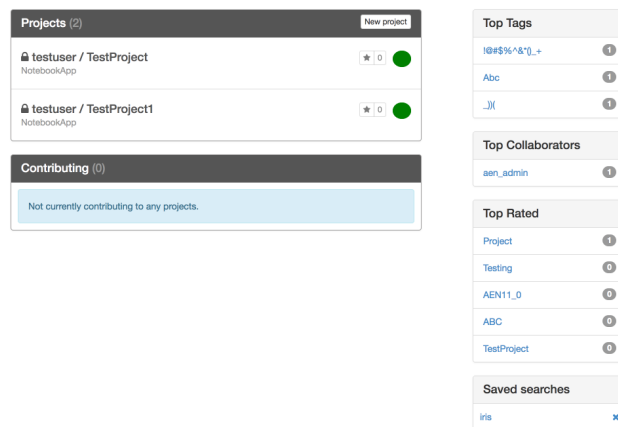 Projects (2)
New project
testuser / TestProject
0
NotebookApp
testuser / TestProject1
0
NotebookApp
Contributing (0)
Not currently contributing to any projects.
Top Tags
!@#$%^&*()_+ 1
Abc 1
_))( 1
Top Collaborators
aen_admin 1
Top Rated
Project 1
Testing 0
AEN11_0 0
ABC 0
TestProject 0
Saved searches
iris